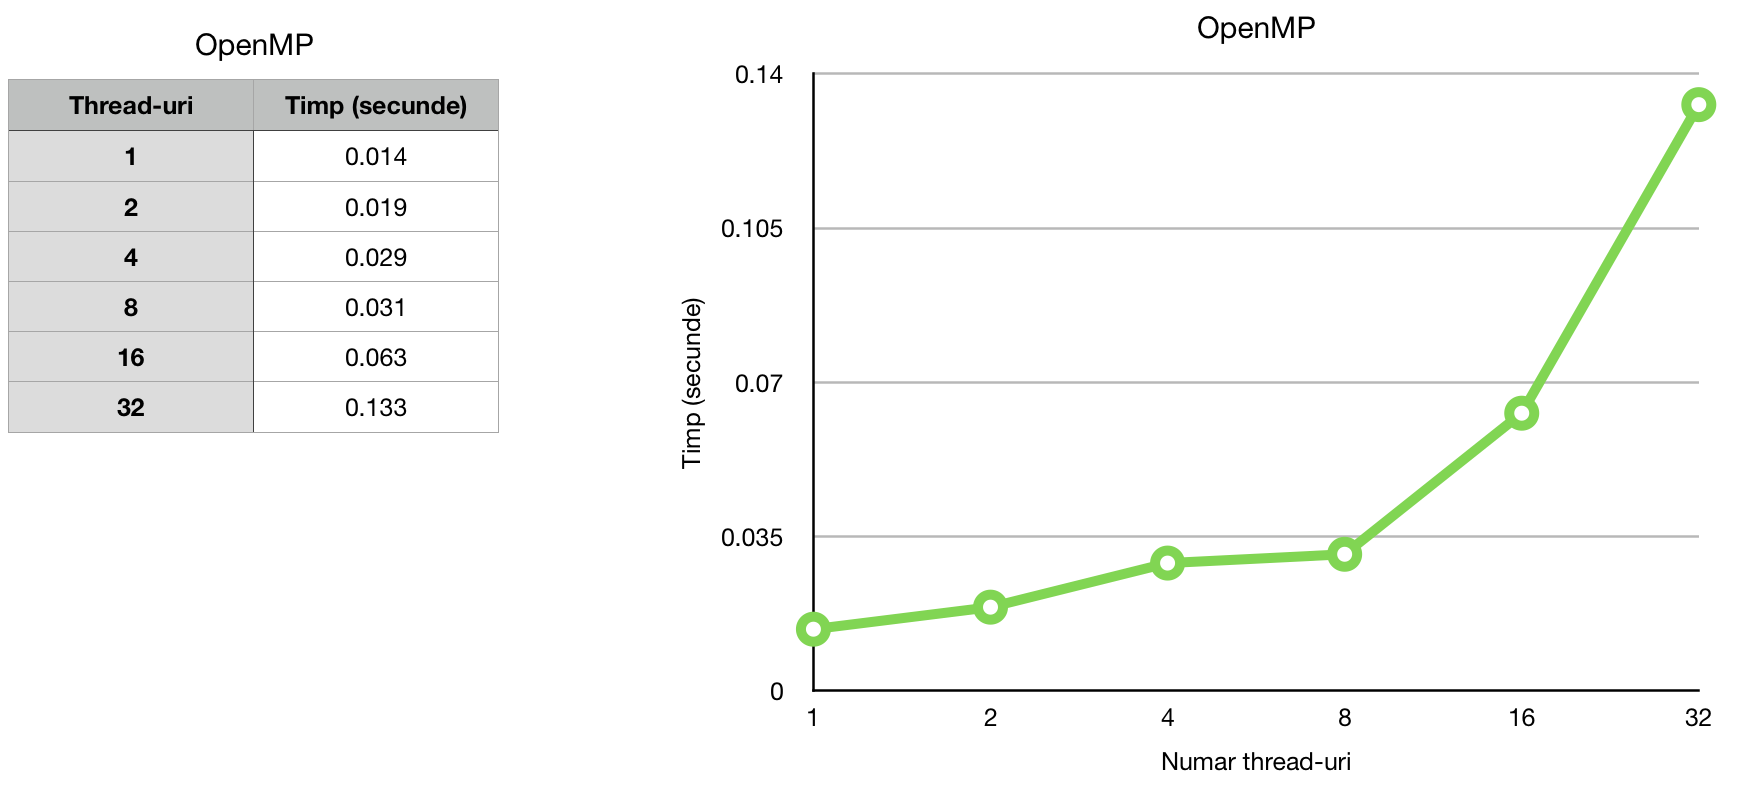 OpenMP
Thread-uri Timp (secunde)
1 0.014
2 0.019
4 0.029
8 0.031
16 0.063
32 0.133
OpenMP
Timp (secunde)
0.14
0.105
0.07
0.035
0
1 2 4 8 16 32
Numar thread-uri